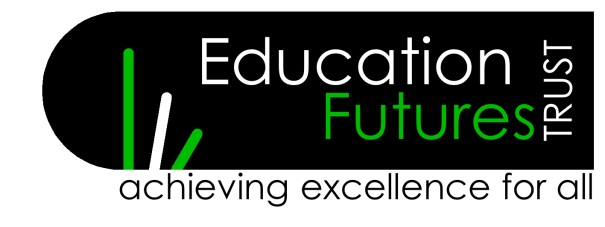 Education
Futures
TRUST
achieving excellence for all